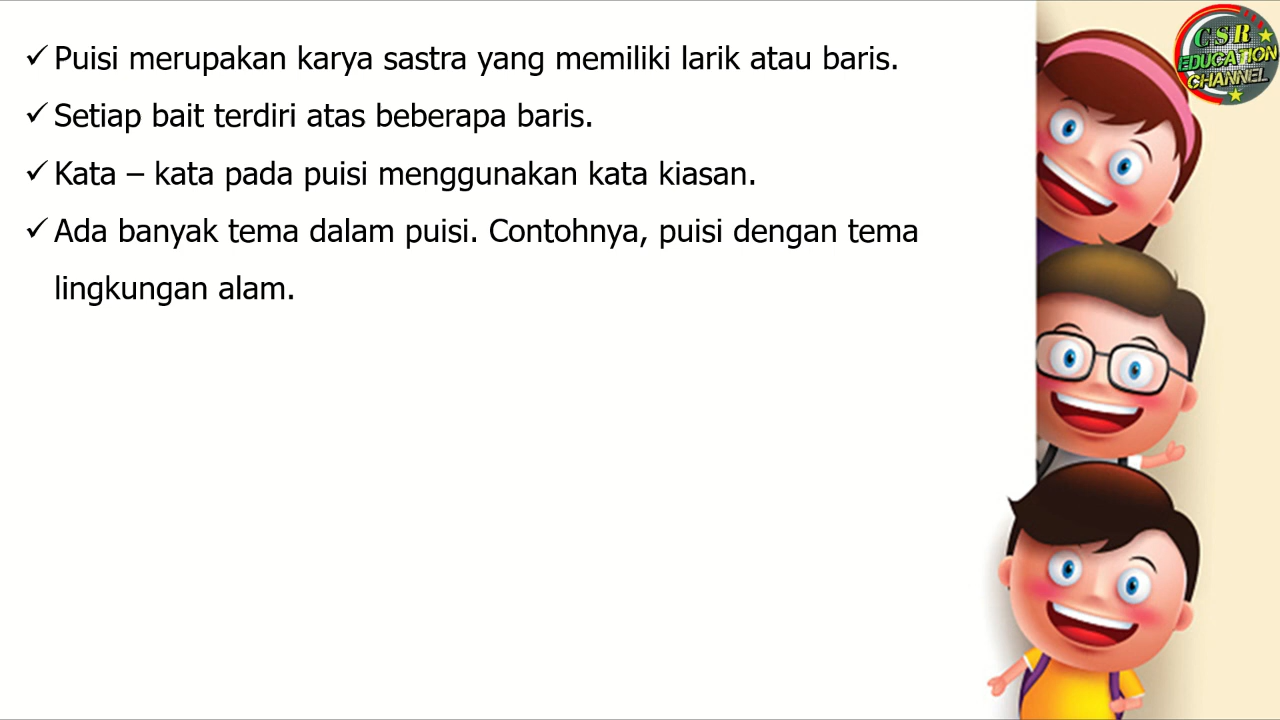 ✓ Puisi merupakan karya sastra yang memiliki larik atau baris.
✓ Setiap bait terdiri atas beberapa baris.
✓ Kata – kata pada puisi menggunakan kata kiasan.
✓ Ada banyak tema dalam puisi. Contohnya, puisi dengan tema
lingkungan alam.
CSR
EDUCATION
CHANNEL